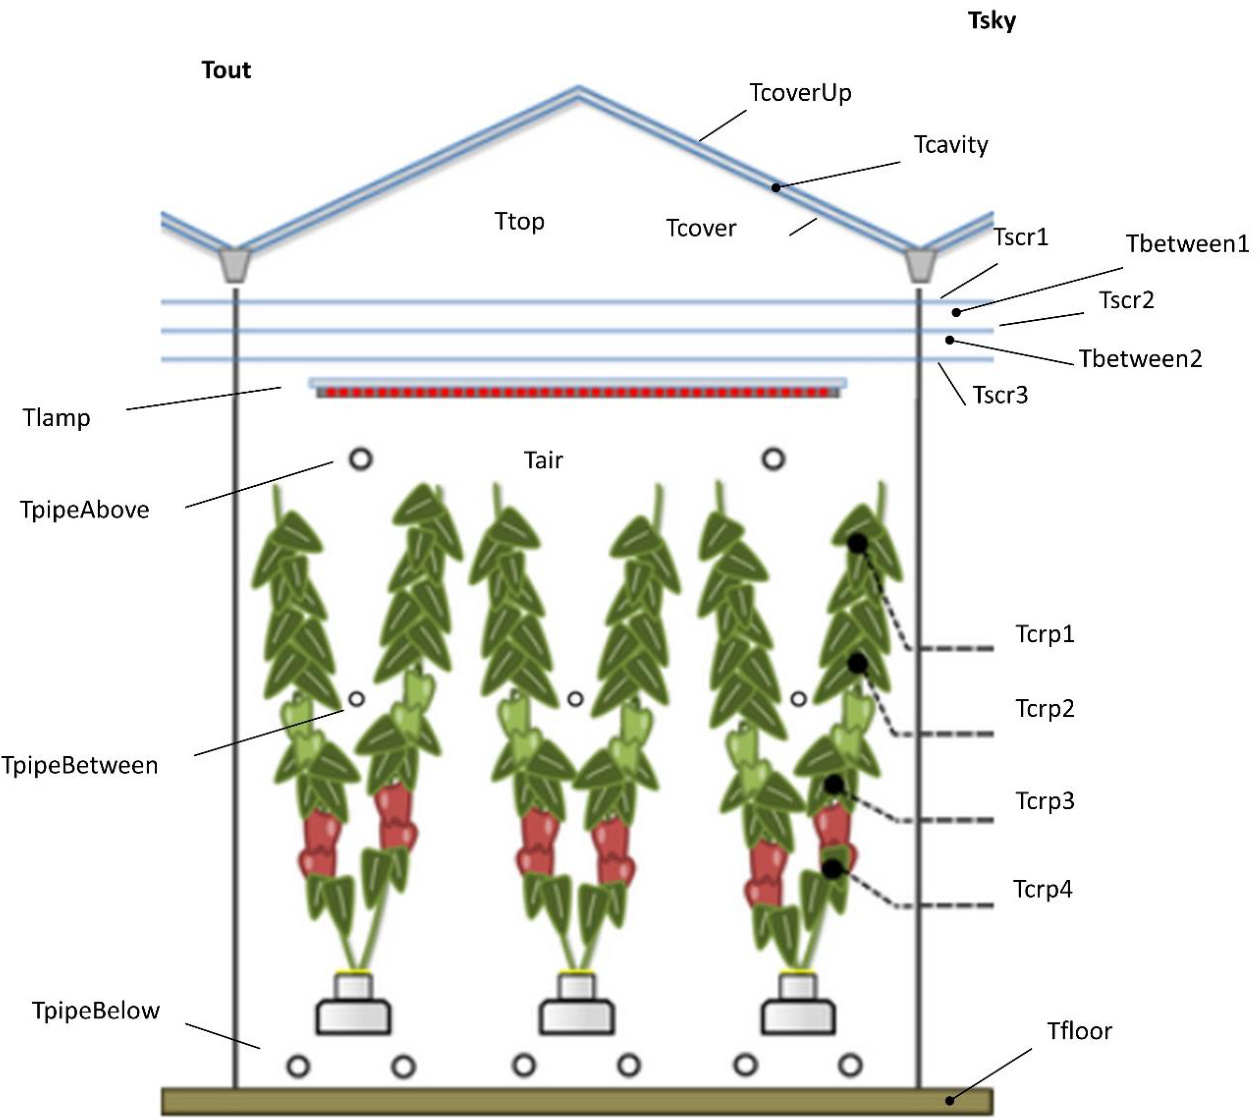 Tsky
Tout
TcoverUp
Tcavity
Ttop
Tcover
Tscr1
Tbetween1
Tscr2
Tbetween2
Tscr3
Tlamp
Tair
TpipeAbove
Tcrp1
Tcrp2
TpipeBetween
Tcrp3
Tcrp4
TpipeBelow
Tfloor